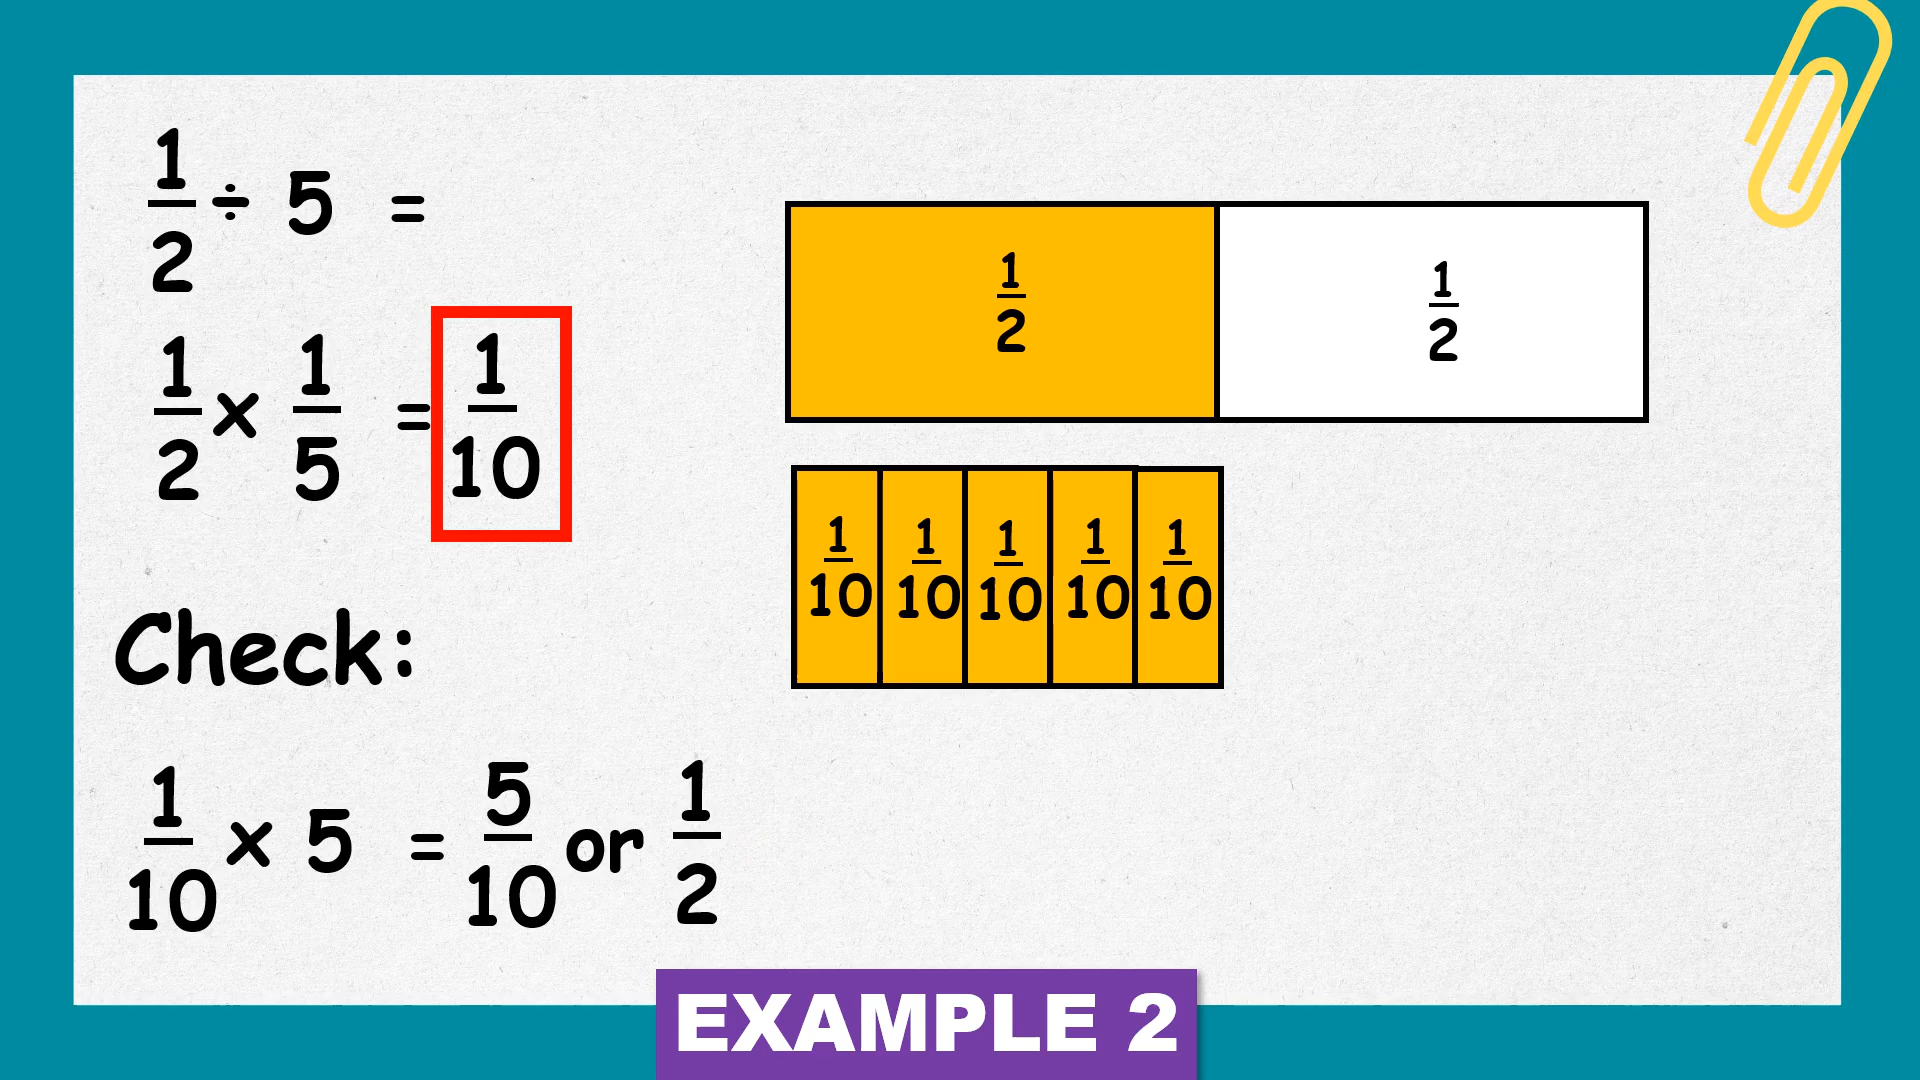 1/2 ÷ 5 =
1/2 x 1/5 = 1/10
Check:
1/10 x 5 = 5/10 or 1/2
1/2 1/2
1/10 1/10 1/10 1/10 1/10
EXAMPLE 2